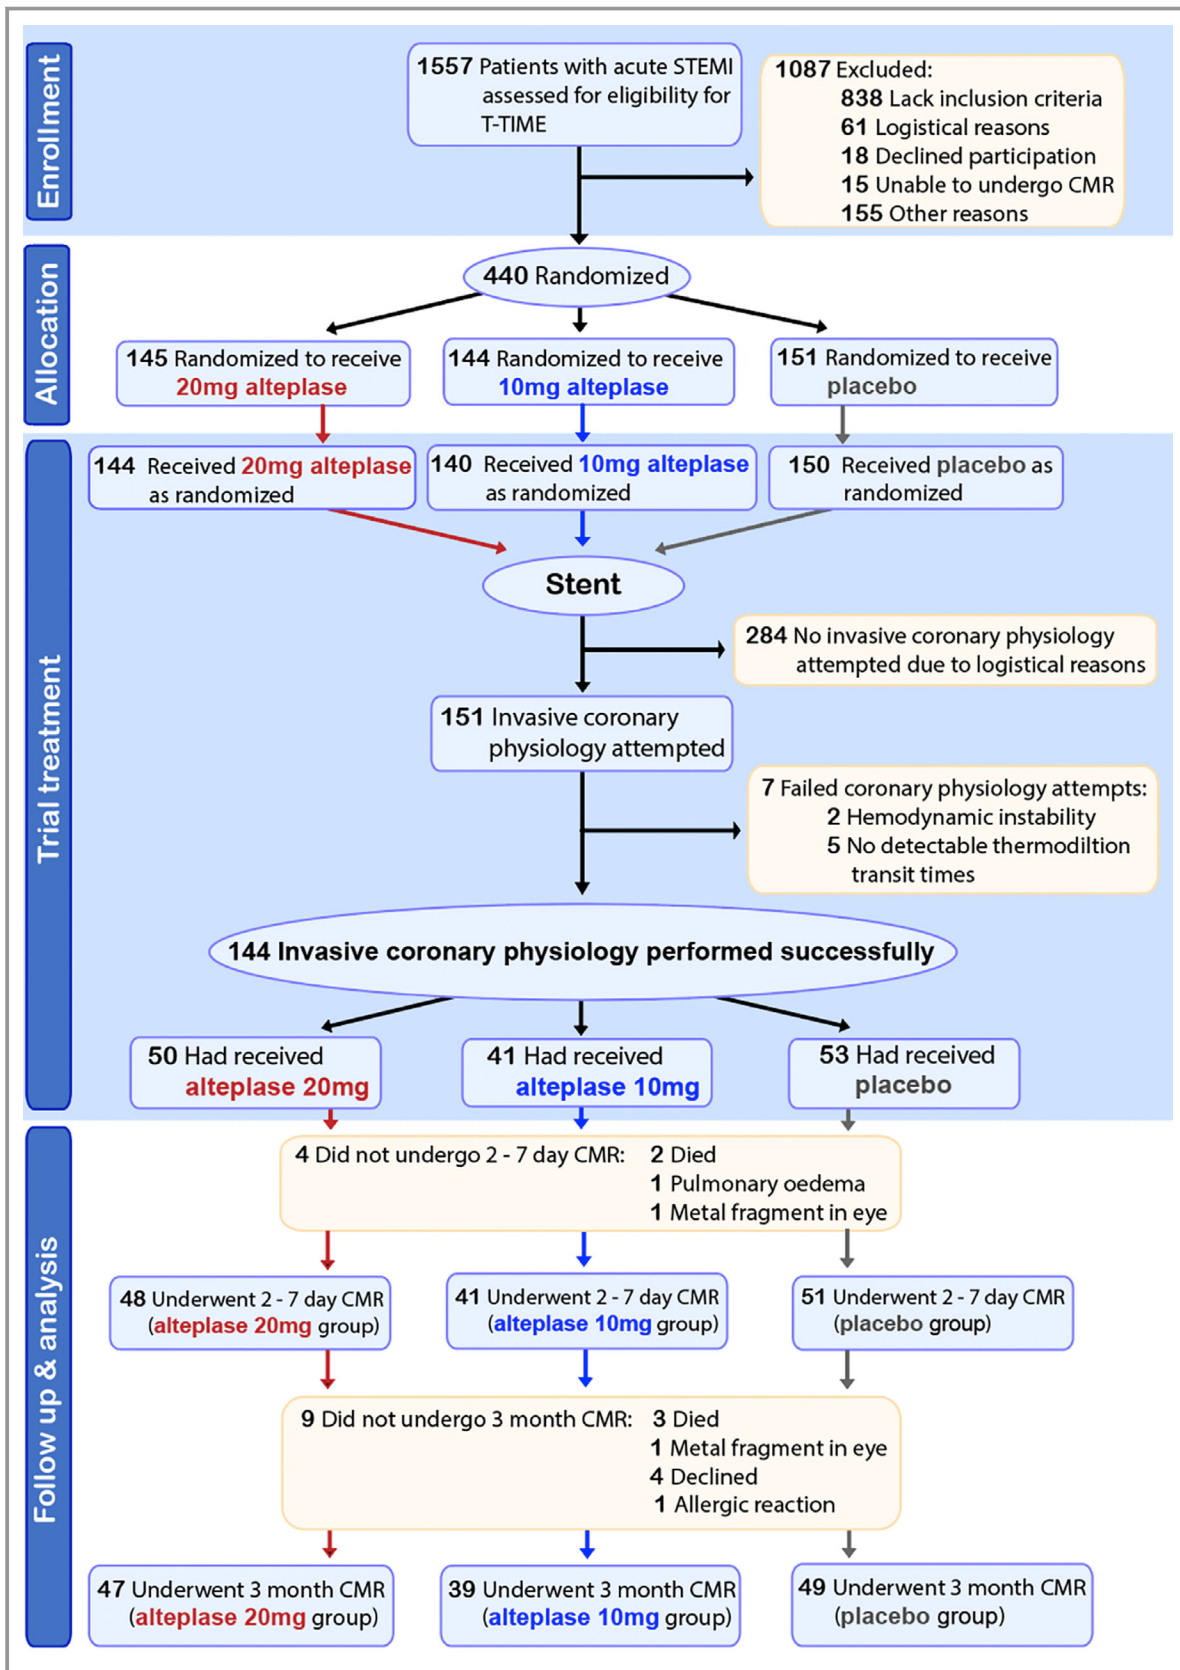 Enrollment
1557 Patients with acute STEMI
assessed for eligibility for
T-TIME
1087 Excluded:
838 Lack inclusion criteria
61 Logistical reasons
18 Declined participation
15 Unable to undergo CMR
155 Other reasons
Allocation
440 Randomized
145 Randomized to receive
20mg alteplase
144 Randomized to receive
10mg alteplase
151 Randomized to receive
placebo
Trial treatment
144 Received 20mg alteplase
as randomized
140 Received 10mg alteplase
as randomized
150 Received placebo as
randomized
Stent
284 No invasive coronary physiology
attempted due to logistical reasons
151 Invasive coronary
physiology attempted
7 Failed coronary physiology attempts:
2 Hemodynamic instability
5 No detectable thermodiltion
transit times
144 Invasive coronary physiology performed successfully
50 Had received
alteplase 20mg
41 Had received
alteplase 10mg
53 Had received
placebo
Follow up & analysis
4 Did not undergo 2 - 7 day CMR: 2 Died
1 Pulmonary oedema
1 Metal fragment in eye
48 Underwent 2 - 7 day CMR
(alteplase 20mg group)
41 Underwent 2 - 7 day CMR
(alteplase 10mg group)
51 Underwent 2 - 7 day CMR
(placebo group)
9 Did not undergo 3 month CMR: 3 Died
1 Metal fragment in eye
4 Declined
1 Allergic reaction
47 Underwent 3 month CMR
(alteplase 20mg group)
39 Underwent 3 month CMR
(alteplase 10mg group)
49 Underwent 3 month CMR
(placebo group)